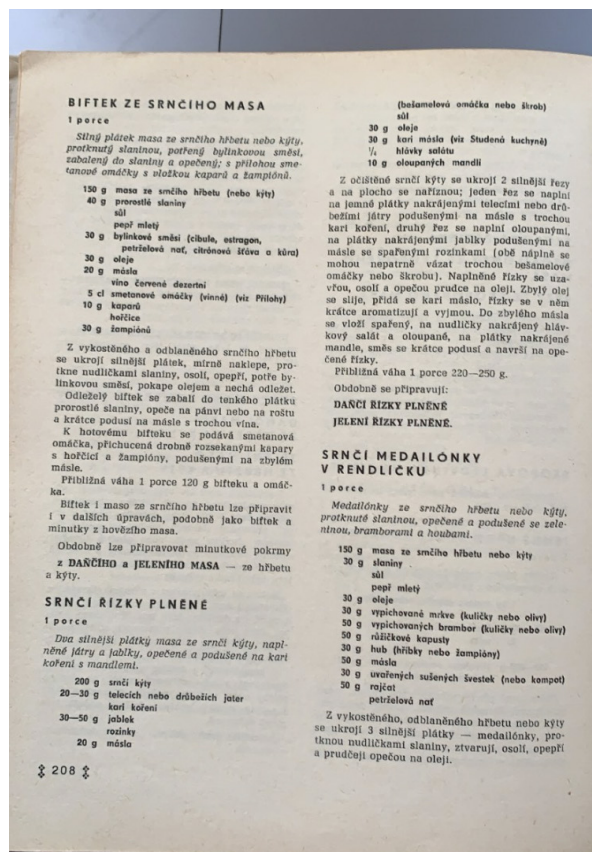 BIFTEK ZE SRNČÍHO MASA
1 porce
Silný plátek masa ze srnčího hřbetu nebo kýty,
protknutý slaninou, potřený bylinkovou směsí,
zabalený do slaniny a opečený; s přílohou sme-
tanové omáčky s vložkou kaparů a žampiónů.
150 g masa ze srnčího hřbetu (nebo kýty)
40 g prorostlé slaniny
sůl
pepř mletý
30 g bylinkové směsi (cibule, estragon,
petrželová nať, citrónová šťáva a kůra)
30 g oleje
20 g másla
víno červené dezertní
5 cl smetanové omáčky (vinné) (viz Přílohy)
10 g kaparů
hořčice
30 g žampiónů
Z vykostěného a odblaněného srnčího hřbetu
se ukrojí silnější plátek, mírně naklepe, pro-
tkne nudličkami slaniny, osolí, opepří, potře by-
linkovou směsí, pokape olejem a nechá odležet.
Odleželý biftek se zabalí do tenkého plátku
prorostlé slaniny, opeče na pánvi nebo na roštu
a krátce podusí na másle s trochou vína.
K hotovému bifteku se podává smetanová
omáčka, přichucená drobně rozsekanými kapary
s hořčicí a žampióny, podušenými na zbylém
másle.
Přibližná váha 1 porce 120 g bifteku a omáč-
ka.
Biftek i maso ze srnčího hřbetu lze připravit
i v dalších úpravách, podobně jako biftek a
minutky z hovězího masa.
Obdobně lze připravovat minutkové pokrmy
z DAŇČÍHO a JELENÍHO MASA — ze hřbetu
a kýty.
SRNČÍ ŘÍZKY PLNĚNÉ
1 porce
Dva silnější plátky masa ze srnčí kýty, napl-
něné játry a jablky, opečené a podušené na kari
koření s mandlemi.
200 g srnčí kýty
20—30 g telecích nebo drůbežích jater
kari koření
30—50 g jablek
rozinky
20 g másla
208
(bešamelová omáčka nebo škrob)
sůl
30 g oleje
30 g kari másla (viz Studená kuchyně)
1/4 hlávky salátu
10 g oloupaných mandlí
Z očištěné srnčí kýty se ukrojí 2 silnější řezy
a na plocho se naříznou; jeden řez se naplní
na jemné plátky nakrájenými telecími nebo drů-
bežími játry podušenými na másle s trochou
kari koření, druhý řez se naplní oloupanými,
na plátky nakrájenými jablky podušenými na
másle se spařenými rozinkami (obě náplně se
mohou nepatrně vázat trochou bešamelové
omáčky nebo škrobu). Naplněné řízky se uza-
vřou, osolí a opečou prudce na oleji. Zbylý olej
se slije, přidá se kari máslo, řízky se v něm
krátce aromatizují a vyjmou. Do zbylého másla
se vloží spařený, na nudličky nakrájený hláv-
kový salát a oloupané, na plátky nakrájené
mandle, směs se krátce podusí a navrší na ope-
čené řízky.
Přibližná váha 1 porce 220—250 g.
Obdobně se připravují:
DAŇČÍ ŘÍZKY PLNĚNÉ
JELENÍ ŘÍZKY PLNĚNÉ.
SRNČÍ MEDAILÓNKY
V RENDLÍČKU
1 porce
Medailónky ze srnčího hřbetu nebo kýty,
protknuté slaninou, opečené a podušené se zele-
ninou, bramborami a houbami.
150 g masa ze srnčího hřbetu nebo kýty
30 g slaniny
sůl
pepř mletý
30 g oleje
30 g vypichované mrkve (kuličky nebo olivy)
50 g vypichovaných brambor (kuličky nebo olivy)
50 g růžičkové kapusty
30 g hub (hříbky nebo žampióny)
50 g másla
30 g uvařených sušených švestek (nebo kompot)
50 g rajčat
petrželová nať
Z vykostěného, odblaněného hřbetu nebo kýty
se ukrojí 3 silnější plátky — medailónky, pro-
tknou nudličkami slaniny, ztvarují, osolí, opepří
a prudčeji opečou na oleji.